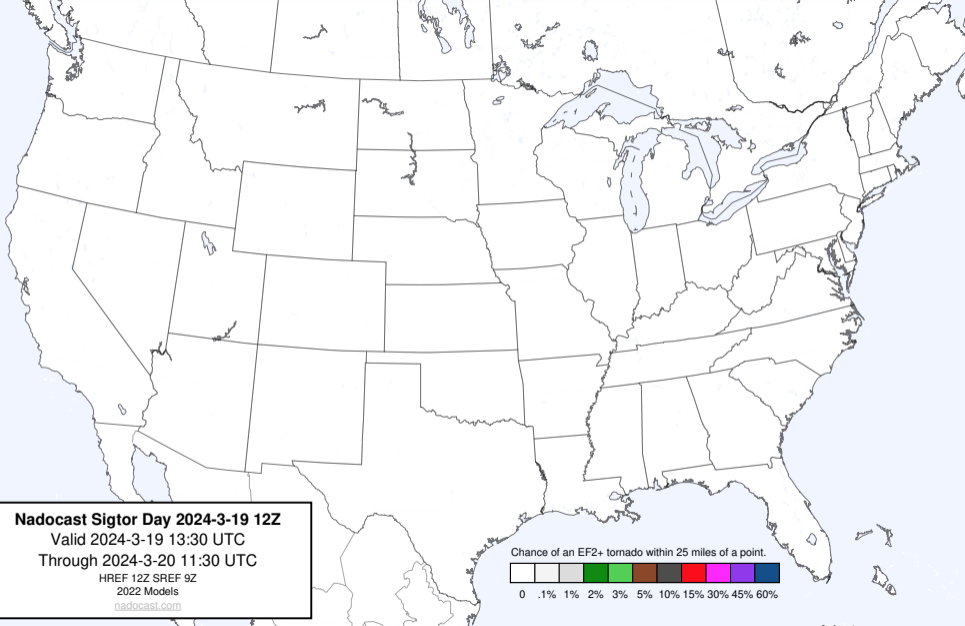 Nadocast Sigtor Day 2024-3-19 12Z
Valid 2024-3-19 13:30 UTC
Through 2024-3-20 11:30 UTC
HREF 12Z SREF 9Z
2022 Models
nadocast.com
Chance of an EF2+ tornado within 25 miles of a point.
0 .1% 1% 2% 3% 5% 10% 15% 30% 45% 60%